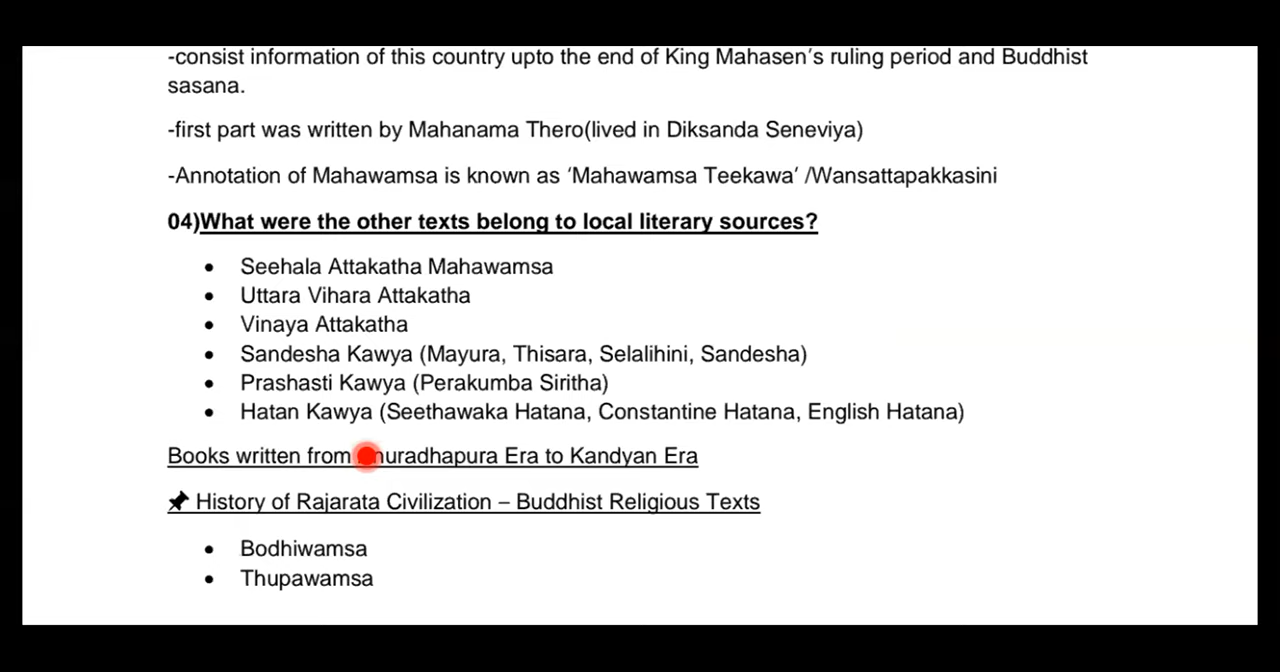 -consist information of this country upto the end of King Mahasen's ruling period and Buddhist
sasana.
-first part was written by Mahanama Thero(lived in Diksanda Seneviya)
-Annotation of Mahawamsa is known as ‘Mahawamsa Teekawa’ /Wansattapakkasini
04)What were the other texts belong to local literary sources?
• Seehala Attakatha Mahawamsa
• Uttara Vihara Attakatha
• Vinaya Attakatha
• Sandesha Kawya (Mayura, Thisara, Selalihini, Sandesha)
• Prashasti Kawya (Perakumba Siritha)
• Hatan Kawya (Seethawaka Hatana, Constantine Hatana, English Hatana)
Books written from Anuradhapura Era to Kandyan Era
📌 History of Rajarata Civilization – Buddhist Religious Texts
• Bodhiwamsa
• Thupawamsa